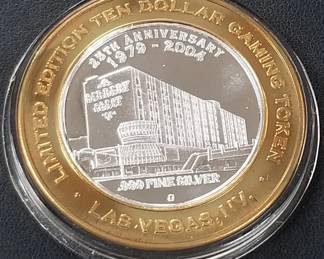 LIMITED EDITION TEN DOLLAR GAMING TOKEN
25TH ANNIVERSARY
1979 - 2004
.999 FINE SILVER
G
• LAS VEGAS, NV. •